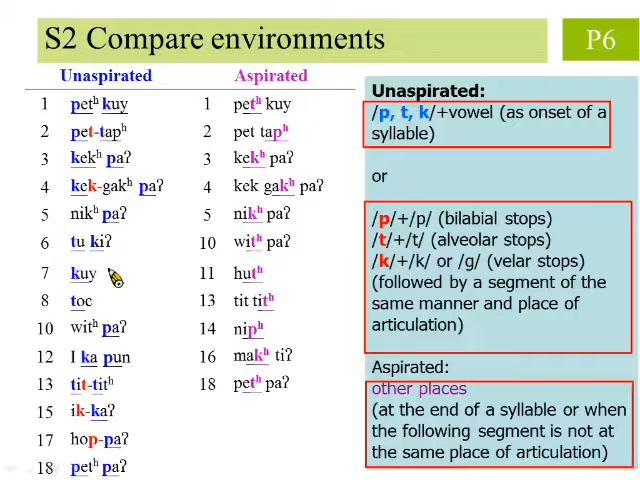 S2 Compare environments
P6
Unaspirated Aspirated
1 petʰ kuy 1 petʰ kuy
2 pet-tapʰ 2 pet tapʰ
3 kekʰ paʔ 3 kekʰ paʔ
4 kek-gakʰ paʔ 4 kek gakʰ paʔ
5 nikʰ paʔ 5 nikʰ paʔ
6 tu kiʔ 10 witʰ paʔ
7 kuy 11 hutʰ
8 toc 13 tit titʰ
10 witʰ paʔ 14 nipʰ
12 I ka pun 16 makʰ tiʔ
13 tit-titʰ 18 petʰ paʔ
15 ik-kaʔ
17 hop-paʔ
18 petʰ paʔ
Unaspirated:
/p, t, k/+vowel (as onset of a
syllable)
or
/p/+/p/ (bilabial stops)
/t/+/t/ (alveolar stops)
/k/+/k/ or /g/ (velar stops)
(followed by a segment of the
same manner and place of
articulation)
Aspirated:
other places
(at the end of a syllable or when
the following segment is not at
the same place of articulation)